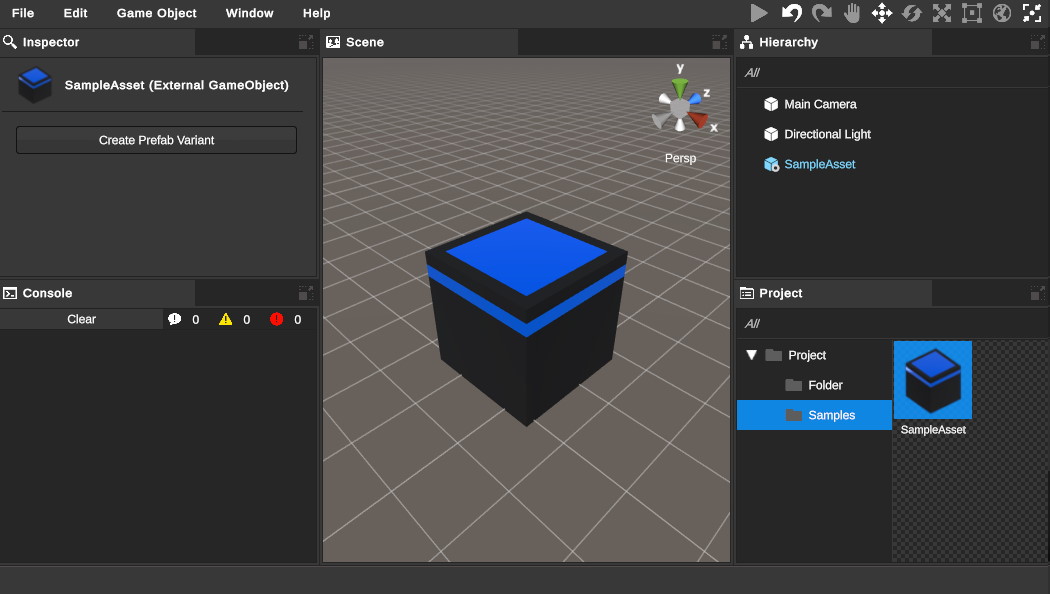 File Edit Game Object Window Help
Inspector
SampleAsset (External GameObject)
Create Prefab Variant
Console
Clear 0 0 0
Scene
y
z
x
Persp
Hierarchy
All
Main Camera
Directional Light
SampleAsset
Project
All
Project
Folder
Samples
SampleAsset